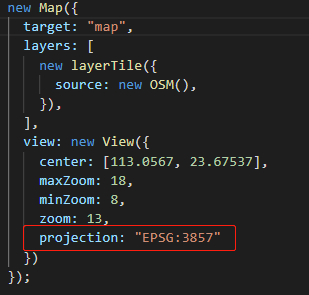 new Map({
target: "map",
layers: [
new layerTile({
source: new OSM(),
}),
],
view: new View({
center: [113.0567, 23.67537],
maxZoom: 18,
minZoom: 8,
zoom: 13,
projection: "EPSG:3857"
})
});